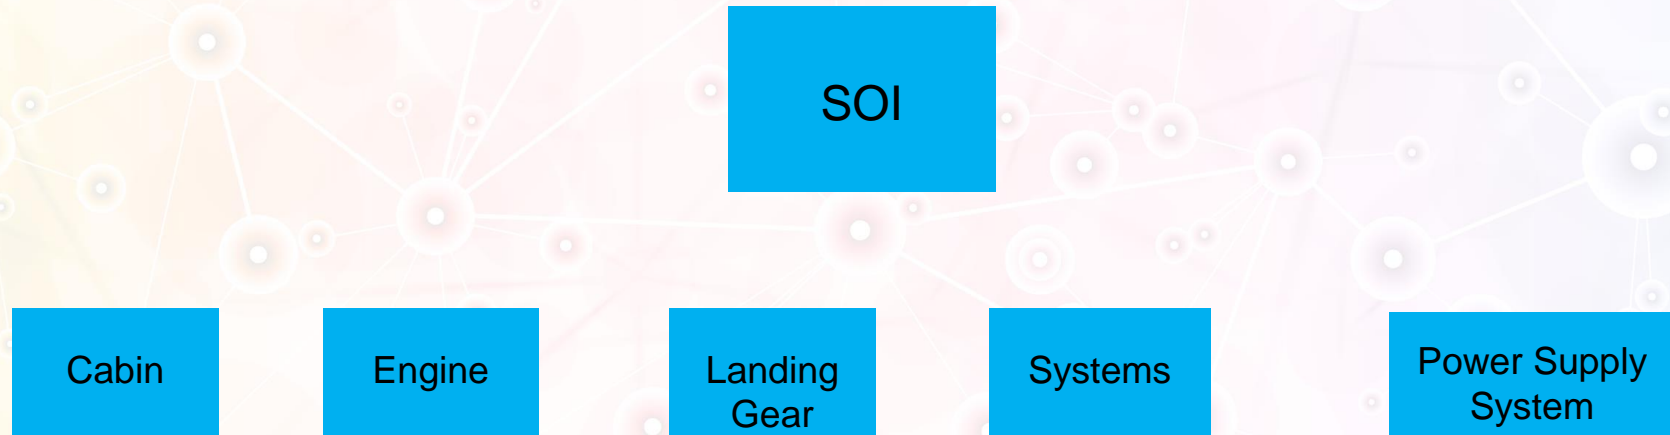 SOI
Cabin
Engine
Landing
Gear
Systems
Power Supply
System